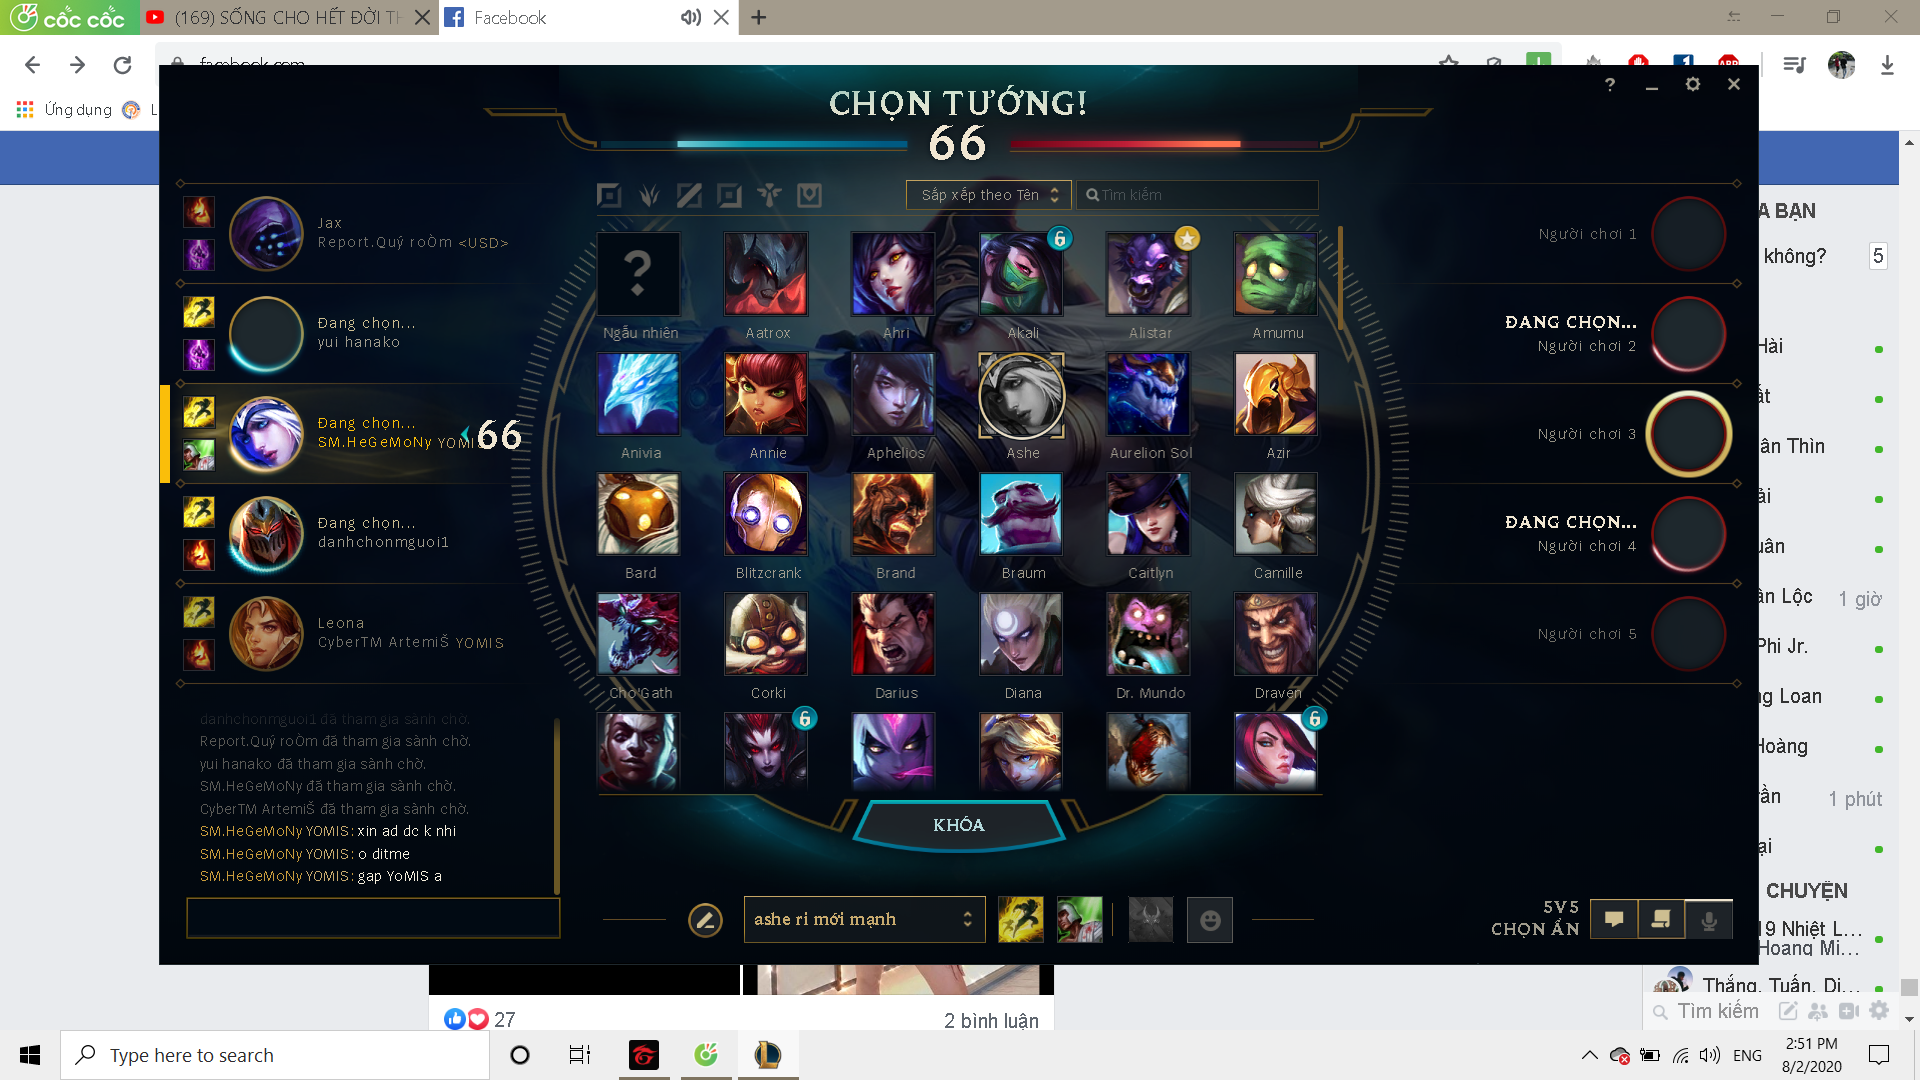 cốc cốc
(169) SỐNG CHO HẾT ĐỜI TH
Facebook
facebook.com
Ứng dụng
L
CHỌN TƯỚNG!
66
Sắp xếp theo Tên
Tìm kiếm
Jax
Report.Quý roÒm <USD>
Đang chọn...
yui hanako
Đang chọn...
SM.HeGeMoNy YOMI
66
Đang chọn...
danhchonmguoi1
Leona
CyberTM ArtemiŠ YOMIS
Ngẫu nhiên
Aatrox
Ahri
Akali
Alistar
Amumu
Anivia
Annie
Aphelios
Ashe
Aurelion Sol
Azir
Bard
Blitzcrank
Brand
Braum
Caitlyn
Camille
Cho'Gath
Corki
Darius
Diana
Dr. Mundo
Draven
Người chơi 1
ĐANG CHỌN...
Người chơi 2
Người chơi 3
ĐANG CHỌN...
Người chơi 4
Người chơi 5
danhchonmguoi1 đã tham gia sảnh chờ.
Report.Quý roÒm đã tham gia sảnh chờ.
yui hanako đã tham gia sảnh chờ.
SM.HeGeMoNy đã tham gia sảnh chờ.
CyberTM ArtemiŠ đã tham gia sảnh chờ.
SM.HeGeMoNy YOMIS: xin ad dc k nhi
SM.HeGeMoNy YOMIS: o ditme
SM.HeGeMoNy YOMIS: gap YoMIS a
KHÓA
ashe ri mới mạnh
5V5
CHỌN ẨN
A BẠN
không?
5
Hải
ân Thìn
uân
ân Lộc
1 giờ
Phi Jr.
ng Loan
Hoàng
1 phút
CHUYỆN
19 Nhiệt L...
Hoang Mi...
Thắng, Tuấn, Di...
Tìm kiếm
27
2 bình luận
Type here to search
ENG
2:51 PM
8/2/2020